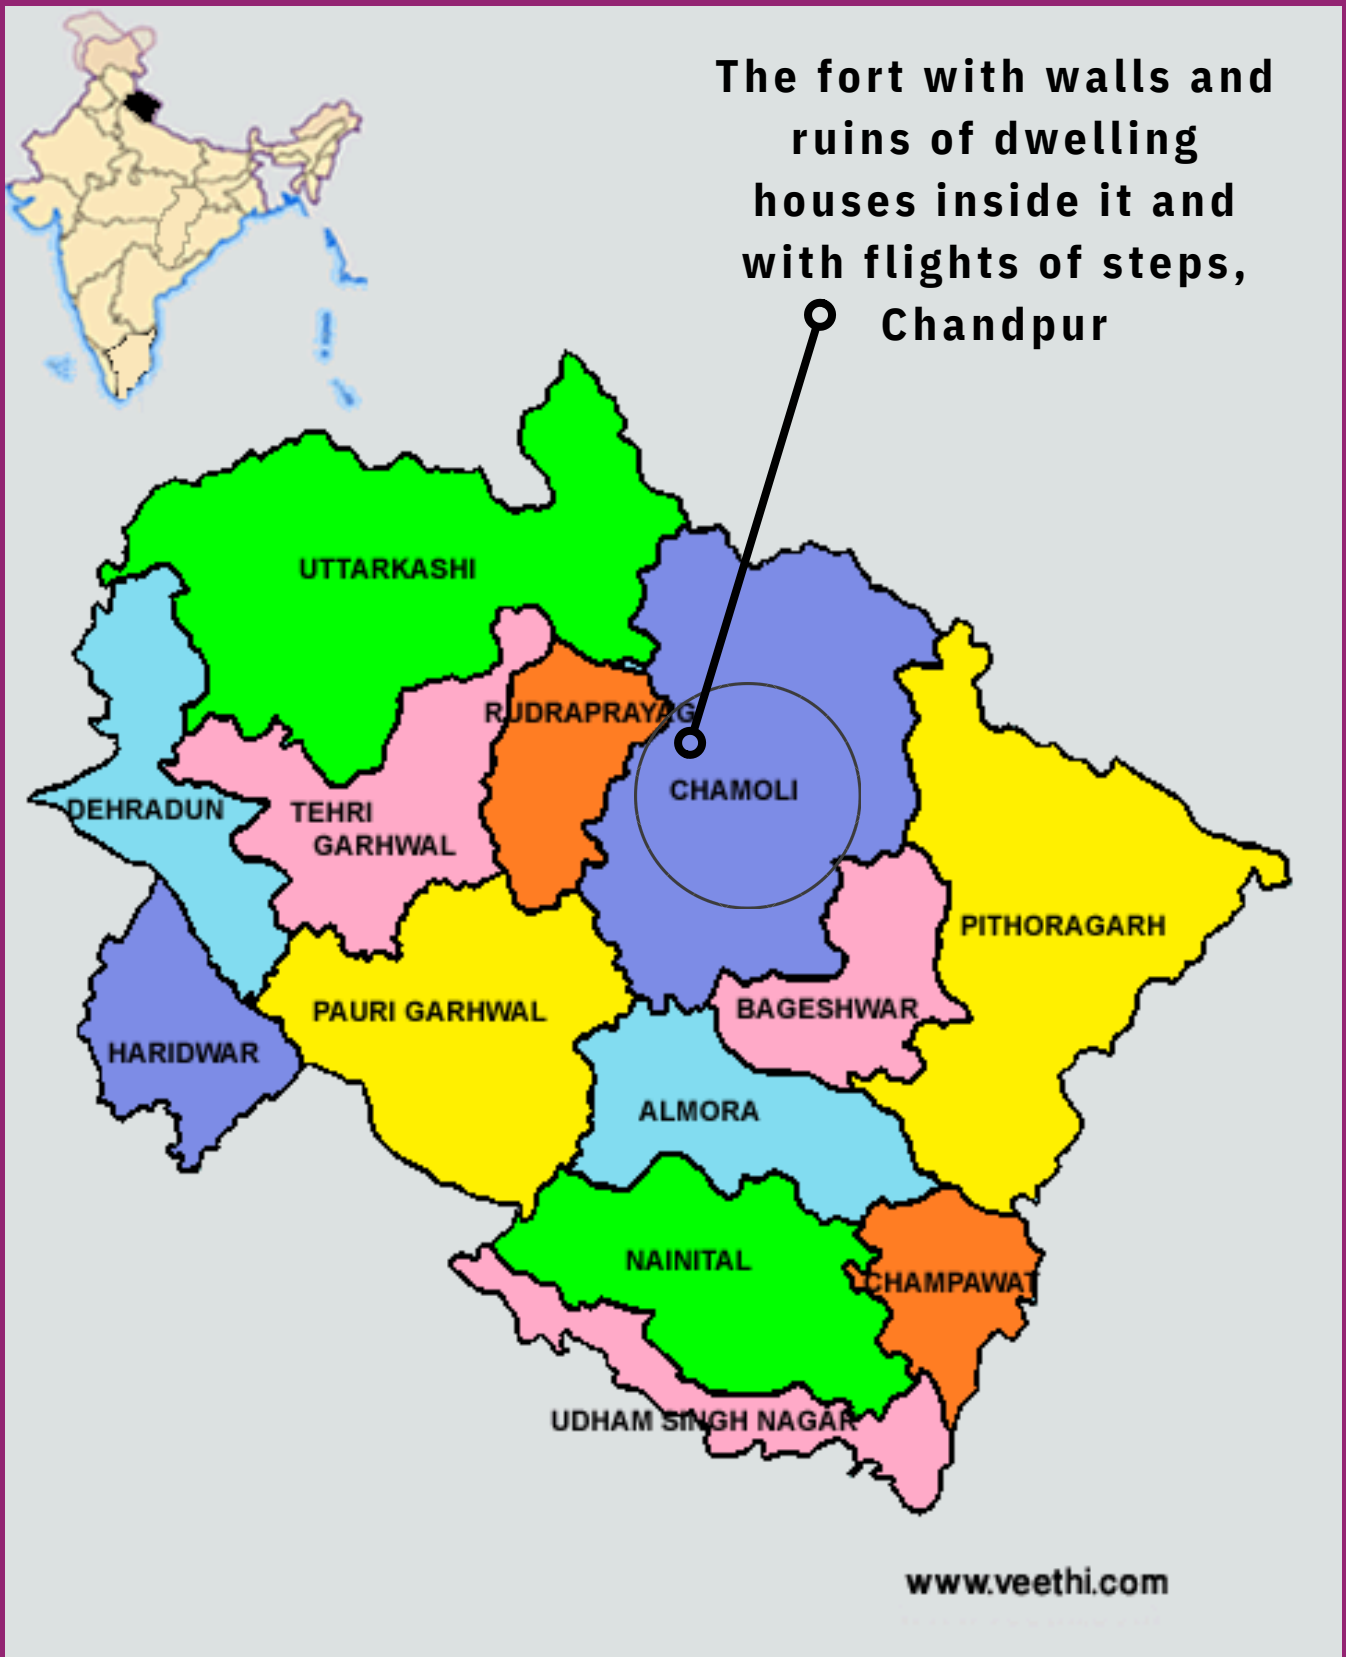 The fort with walls and
ruins of dwelling
houses inside it and
with flights of steps,
Chandpur
UTTARKASHI
RUDRAPRAYAG
CHAMOLI
DEHRADUN
TEHRI
GARHWAL
PITHORAGARH
PAURI GARHWAL
BAGESHWAR
HARIDWAR
ALMORA
NAINITAL
CHAMPAWAT
UDHAM SINGH NAGAR
www.veethi.com